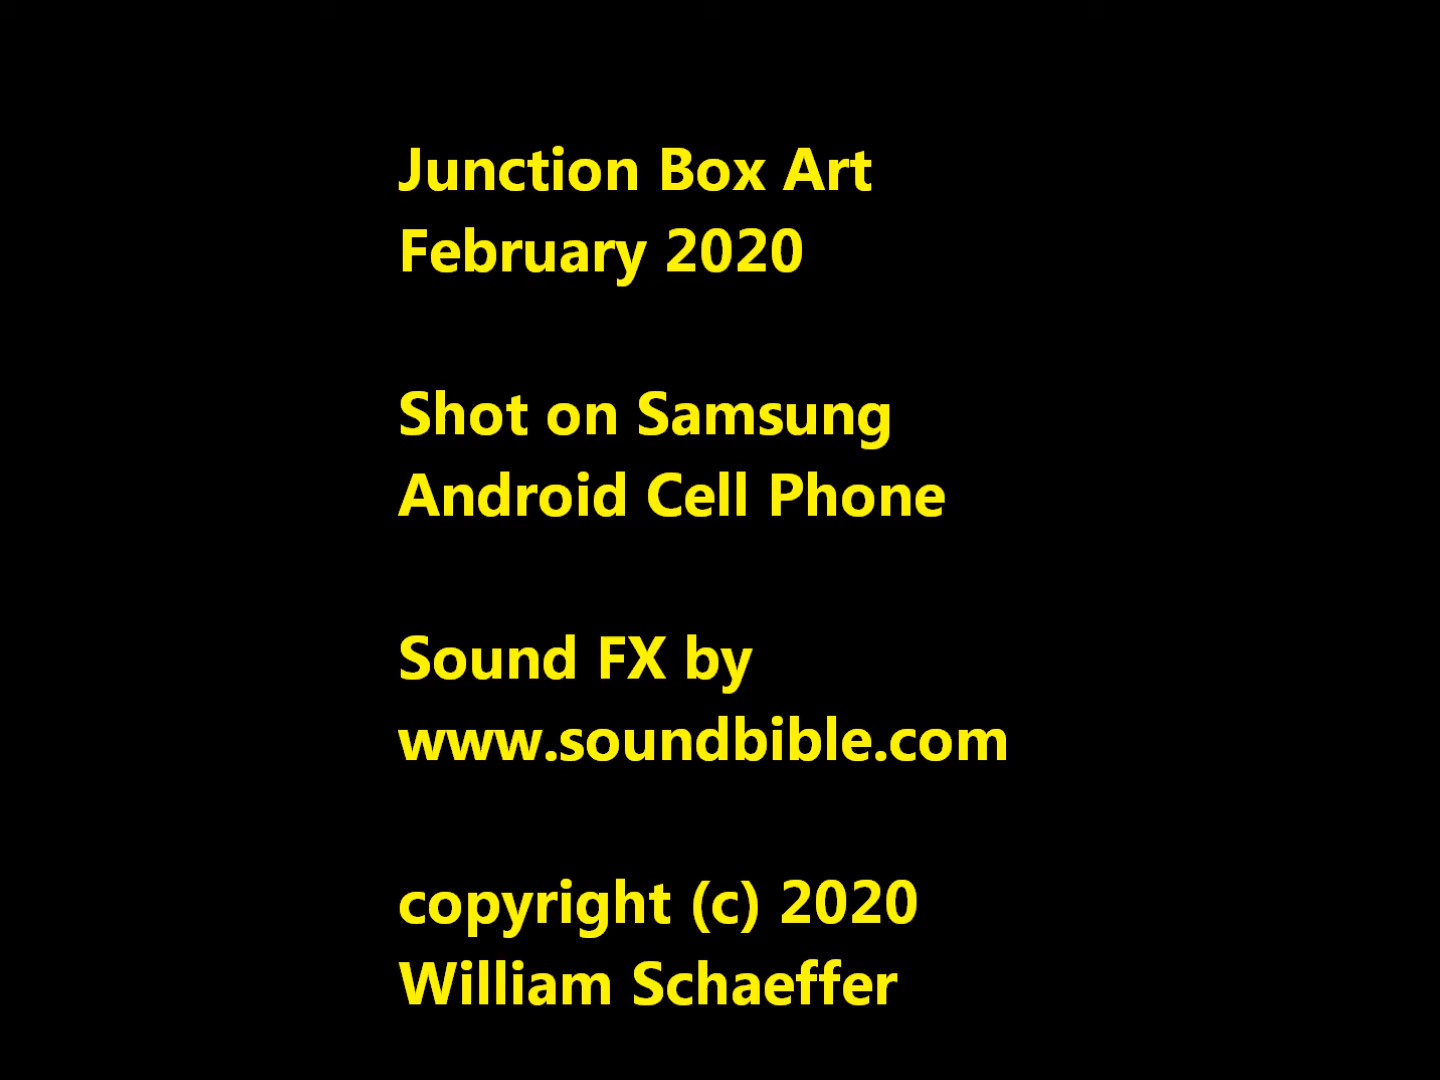 Junction Box Art
February 2020
Shot on Samsung
Android Cell Phone
Sound FX by
www.soundbible.com
copyright (c) 2020
William Schaeffer